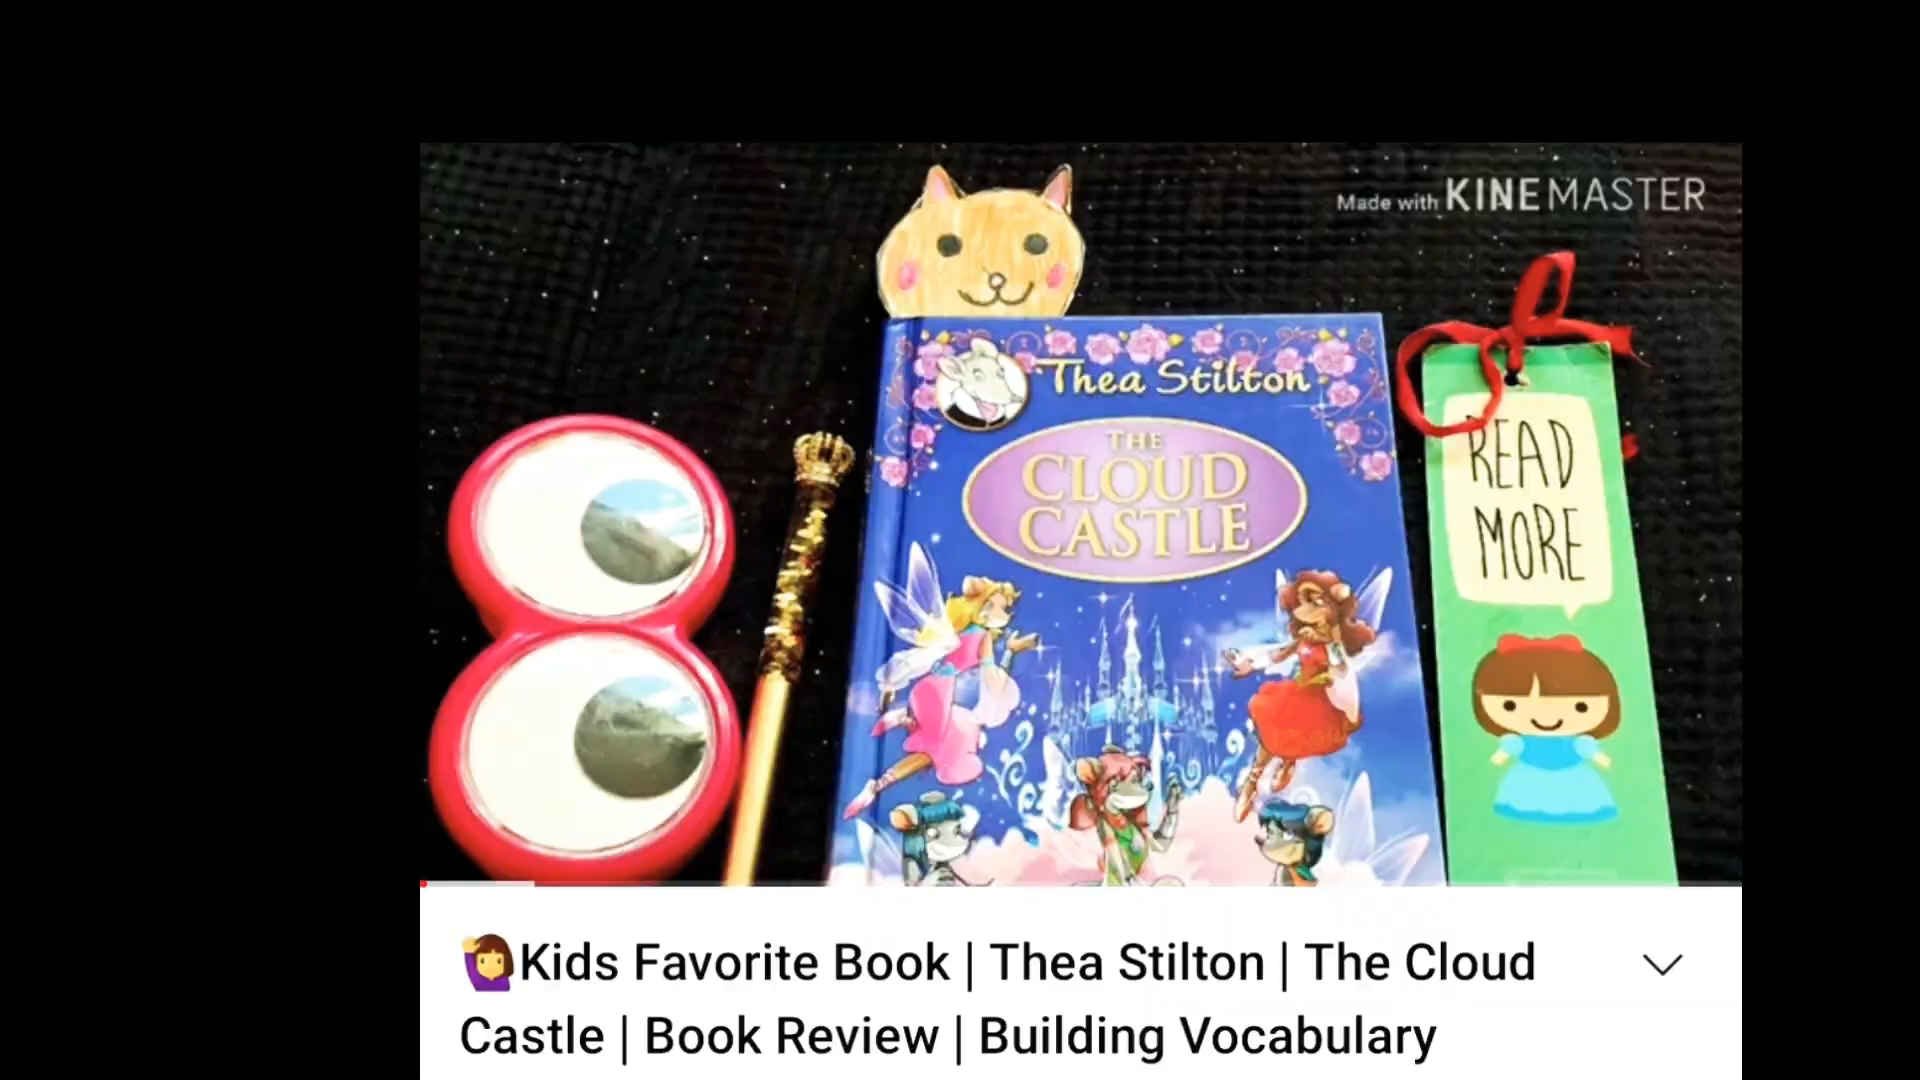 Made with KINEMASTER
Thea Stilton
THE
CLOUD
CASTLE
READ
MORE
🙋‍♀️Kids Favorite Book | Thea Stilton | The Cloud
Castle | Book Review | Building Vocabulary